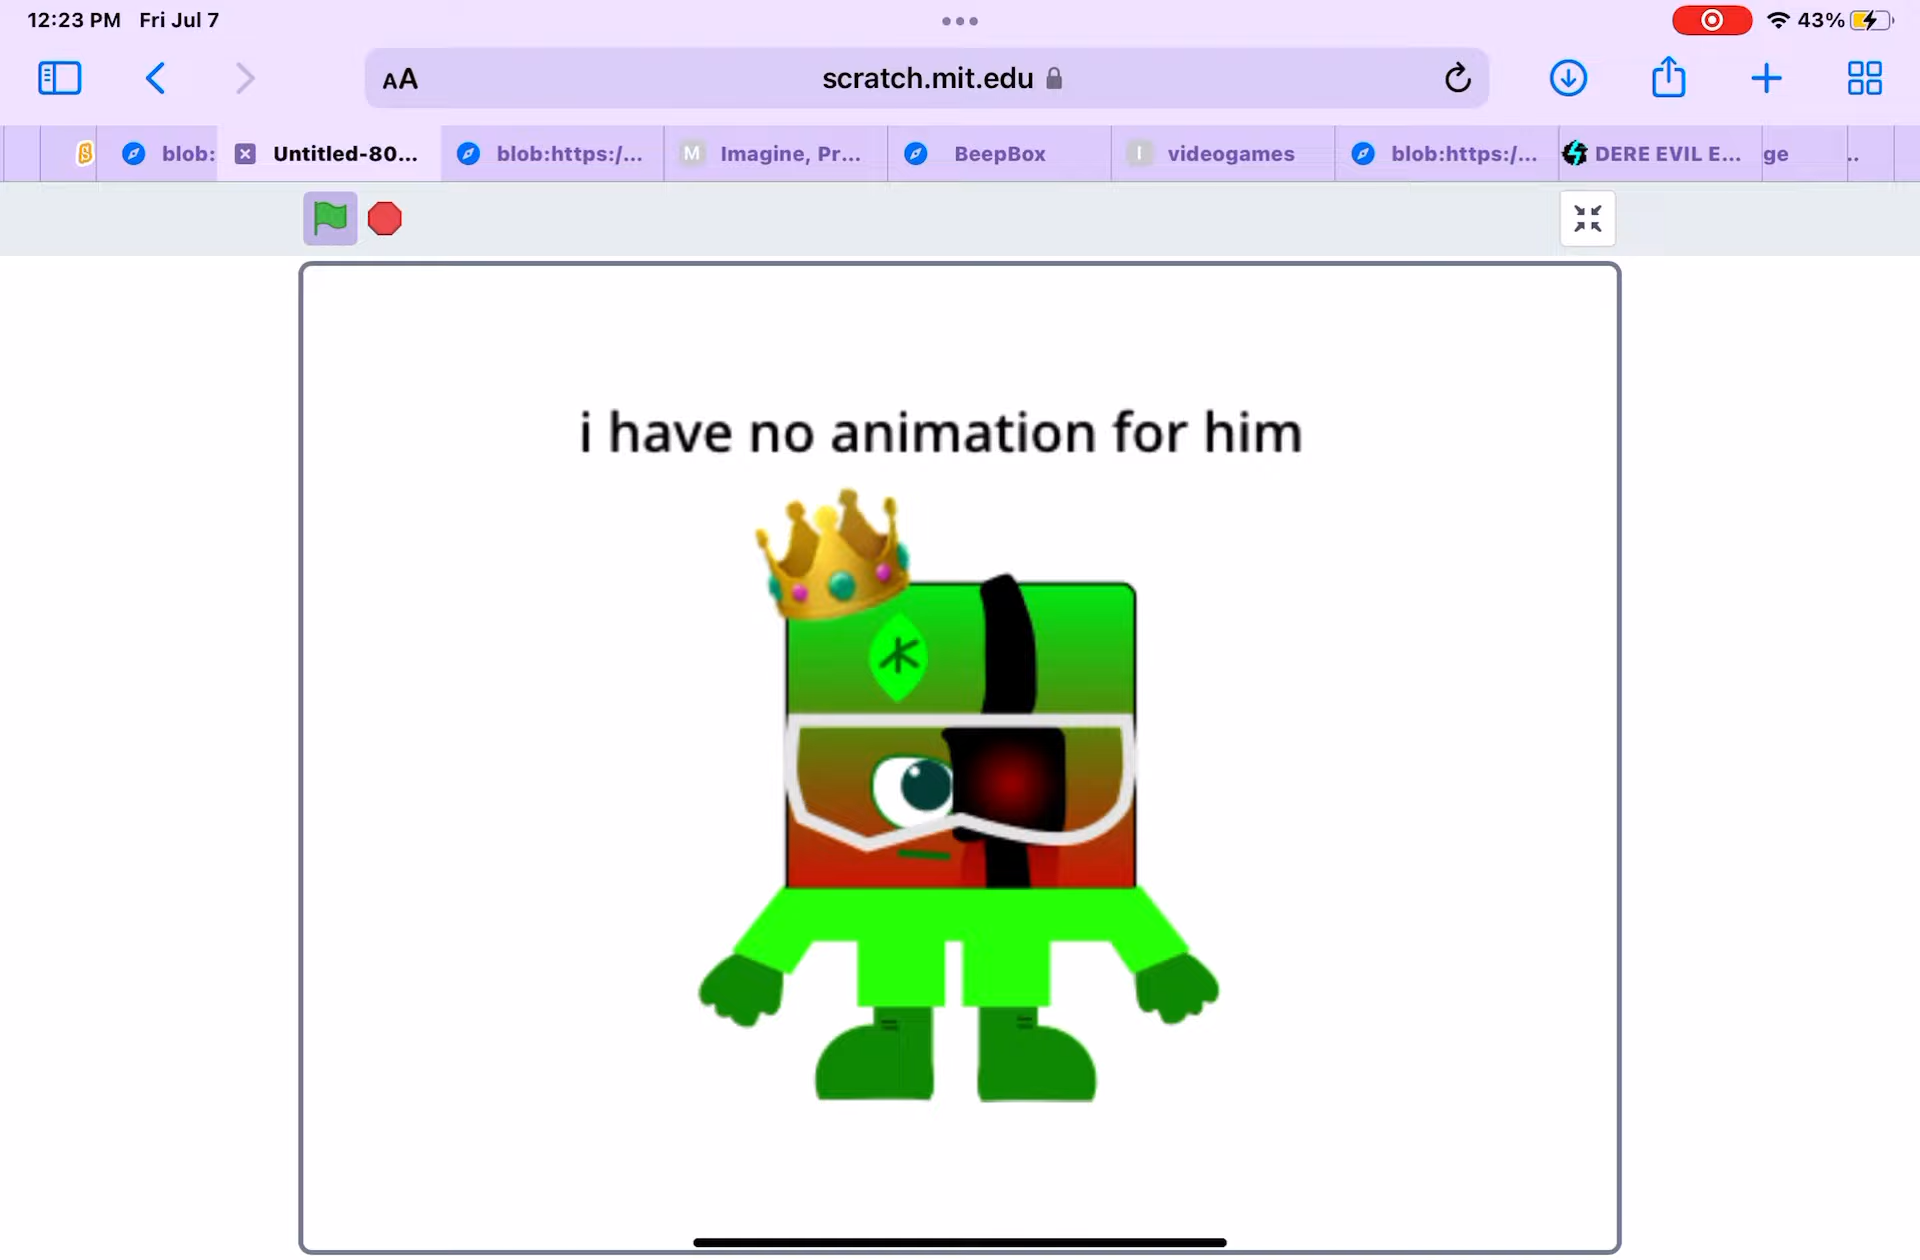 12:23 PM Fri Jul 7
43%
AA scratch.mit.edu
blob:
Untitled-80...
blob:https:/...
M Imagine, Pr...
BeepBox
I videogames
blob:https:/...
DERE EVIL E...
ge
..
i have no animation for him